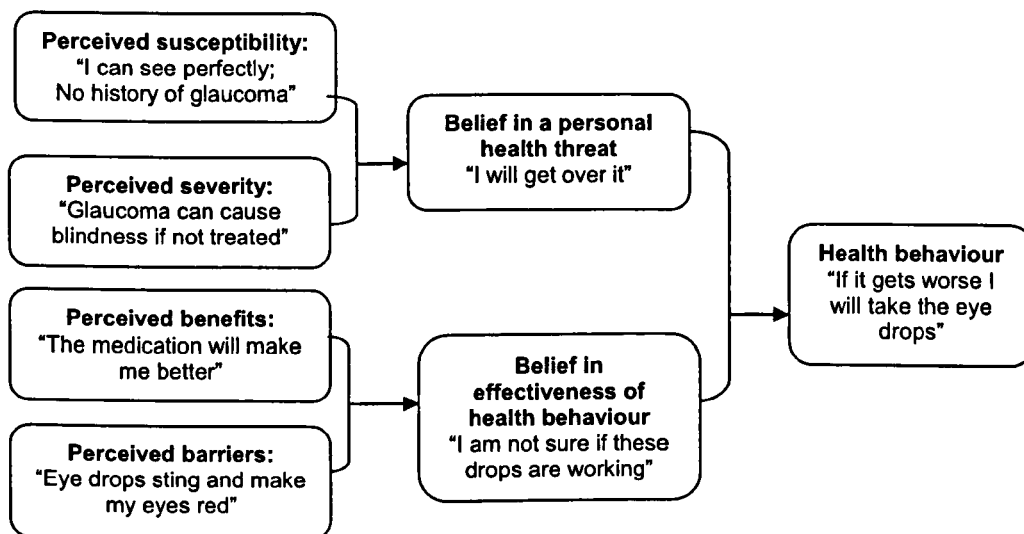 Perceived susceptibility:
“I can see perfectly;
No history of glaucoma”
Perceived severity:
“Glaucoma can cause
blindness if not treated”
Perceived benefits:
“The medication will make
me better”
Perceived barriers:
“Eye drops sting and make
my eyes red”
Belief in a personal
health threat
“I will get over it”
Belief in
effectiveness of
health behaviour
“I am not sure if these
drops are working”
Health behaviour
“If it gets worse I
will take the eye
drops”